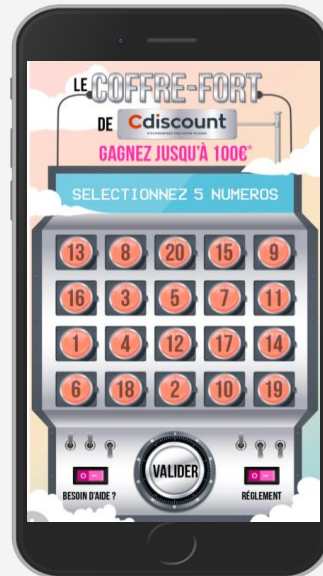 LE COFFRE-FORT
DE Cdiscount
GAGNEZ JUSQU'À 100€*
SELECTIONNEZ 5 NUMEROS
13 8 20 15 9
16 3 5 7 11
1 4 12 17 14
6 18 2 10 19
VALIDER
BESOIN D'AIDE ? RÉGLEMENT